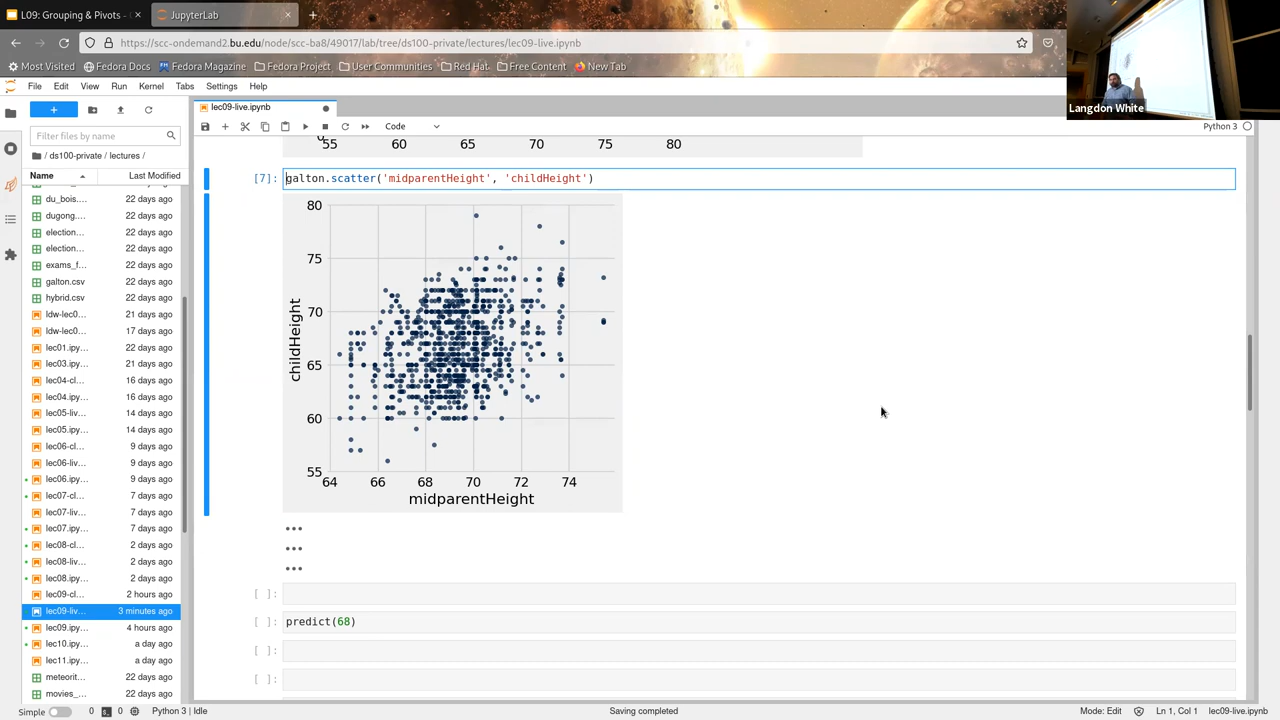 L09: Grouping & Pivots - 
JupyterLab
https://scc-ondemand2.bu.edu/node/scc-ba8/49017/lab/tree/ds100-private/lectures/lec09-live.ipynb
Most Visited Fedora Docs Fedora Magazine Fedora Project User Communities Red Hat Free Content New Tab
Langdon White
File Edit View Run Kernel Tabs Settings Help
lec09-live.ipynb
Filter files by name
/ ds100-private / lectures /
Name Last Modified
du_bois.... 22 days ago
dugong.... 22 days ago
election... 22 days ago
election... 22 days ago
exams_f... 22 days ago
galton.csv 22 days ago
hybrid.csv 22 days ago
ldw-lec0... 21 days ago
ldw-lec0... 17 days ago
lec01.ipy... 22 days ago
lec03.ipy... 21 days ago
lec04-cl... 16 days ago
lec04.ipy... 16 days ago
lec05-liv... 14 days ago
lec05.ipy... 14 days ago
lec06-cl... 9 days ago
lec06-liv... 9 days ago
lec06.ipy... 9 days ago
lec07-cl... 7 days ago
lec07-liv... 7 days ago
lec07.ipy... 7 days ago
lec08-cl... 2 days ago
lec08-liv... 2 days ago
lec08.ipy... 2 days ago
lec09-cl... 2 hours ago
lec09-liv... 3 minutes ago
lec09.ipy... 4 hours ago
lec10.ipy... a day ago
lec11.ipy... a day ago
meteorit... 22 days ago
movies_... 22 days ago
Code
Python 3
55 60 65 70 75 80
[7]: galton.scatter('midparentHeight', 'childHeight')
80
75
70
65
60
55
childHeight
64 66 68 70 72 74
midparentHeight
[ ]:
[ ]: predict(68)
[ ]:
[ ]:
Simple 0 0 Python 3 | Idle Saving completed Mode: Edit Ln 1, Col 1 lec09-live.ipynb